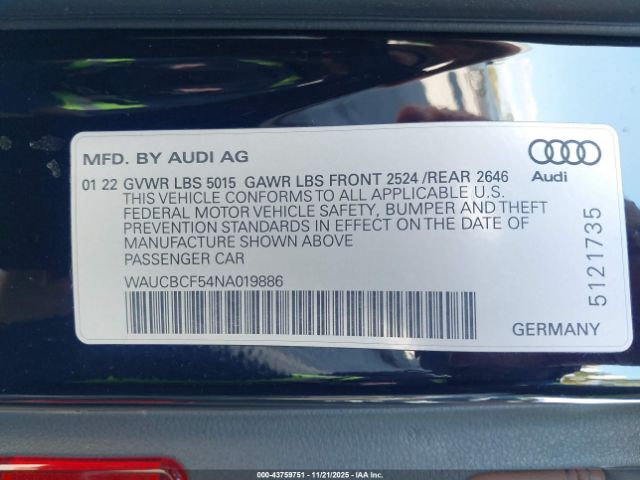 MFD. BY AUDI AG
Audi
01 22 GVWR LBS 5015 GAWR LBS FRONT 2524 /REAR 2646
THIS VEHICLE CONFORMS TO ALL APPLICABLE U.S.
FEDERAL MOTOR VEHICLE SAFETY, BUMPER AND THEFT
PREVENTION STANDARDS IN EFFECT ON THE DATE OF
MANUFACTURE SHOWN ABOVE
PASSENGER CAR
WAUCBCF54NA019886
5121735
GERMANY
000-43759751 — 11/21/2025 — IAAI.COM